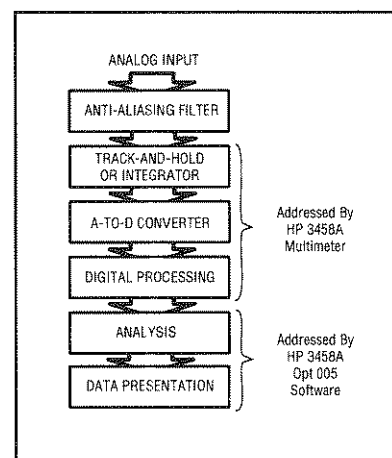 ANALOG INPUT
ANTI-ALIASING FILTER
TRACK-AND-HOLD
OR INTEGRATOR
A-TO-D CONVERTER
DIGITAL PROCESSING
Addressed By
HP 3458A
Multimeter
ANALYSIS
DATA PRESENTATION
Addressed By
HP 3458A
Opt 005
Software